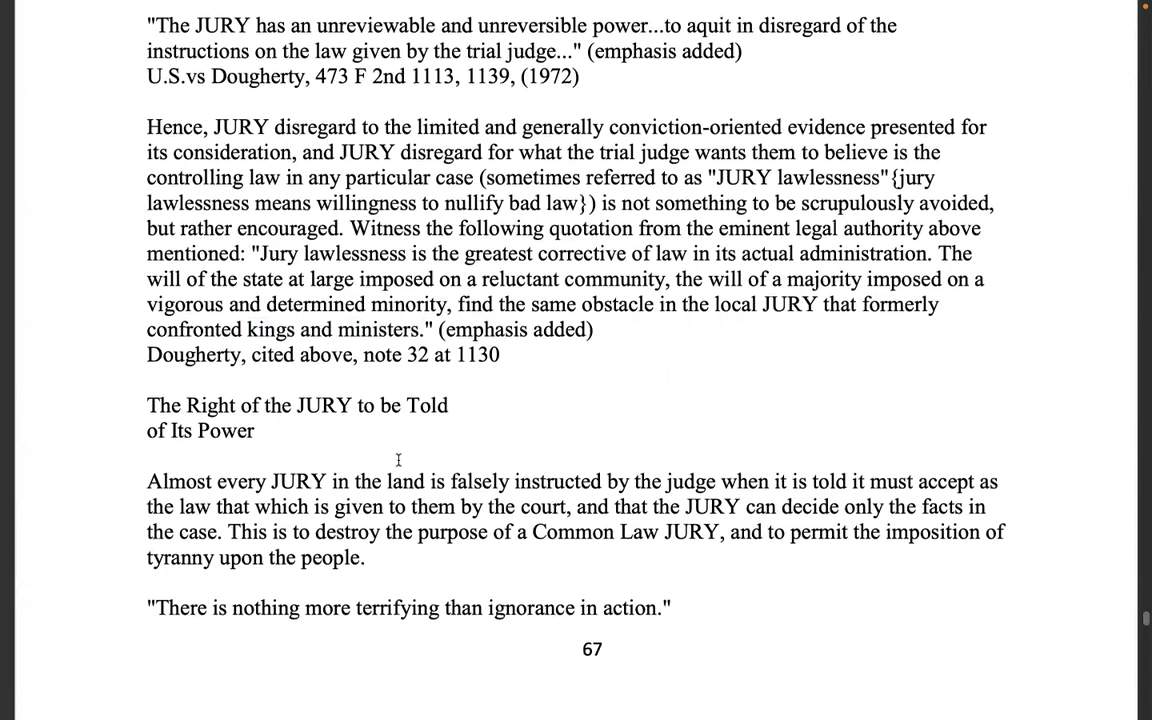 "The JURY has an unreviewable and unreversible power...to aquit in disregard of the
instructions on the law given by the trial judge..." (emphasis added)
U.S.vs Dougherty, 473 F 2nd 1113, 1139, (1972)
Hence, JURY disregard to the limited and generally conviction-oriented evidence presented for
its consideration, and JURY disregard for what the trial judge wants them to believe is the
controlling law in any particular case (sometimes referred to as "JURY lawlessness"{jury
lawlessness means willingness to nullify bad law}) is not something to be scrupulously avoided,
but rather encouraged. Witness the following quotation from the eminent legal authority above
mentioned: "Jury lawlessness is the greatest corrective of law in its actual administration. The
will of the state at large imposed on a reluctant community, the will of a majority imposed on a
vigorous and determined minority, find the same obstacle in the local JURY that formerly
confronted kings and ministers." (emphasis added)
Dougherty, cited above, note 32 at 1130
The Right of the JURY to be Told
of Its Power
Almost every JURY in the land is falsely instructed by the judge when it is told it must accept as
the law that which is given to them by the court, and that the JURY can decide only the facts in
the case. This is to destroy the purpose of a Common Law JURY, and to permit the imposition of
tyranny upon the people.
"There is nothing more terrifying than ignorance in action."
67